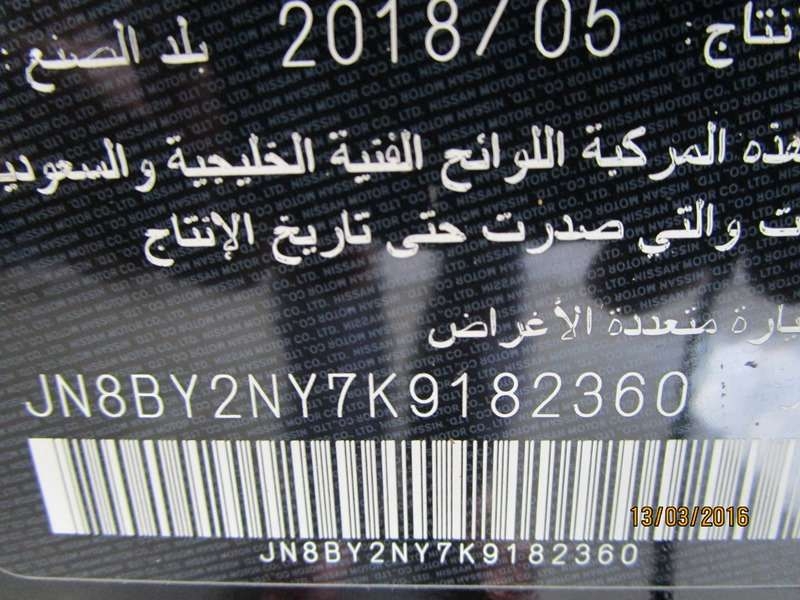 إنتاج: 2018/05 بلد الصنع:
هذه المركبة اللوائح الفنية الخليجية والسعودية
والتي صدرت حتى تاريخ الإنتاج
متعددة الأغراض
JN8BY2NY7K9182360
JN8BY2NY7K9182360
13/03/2016